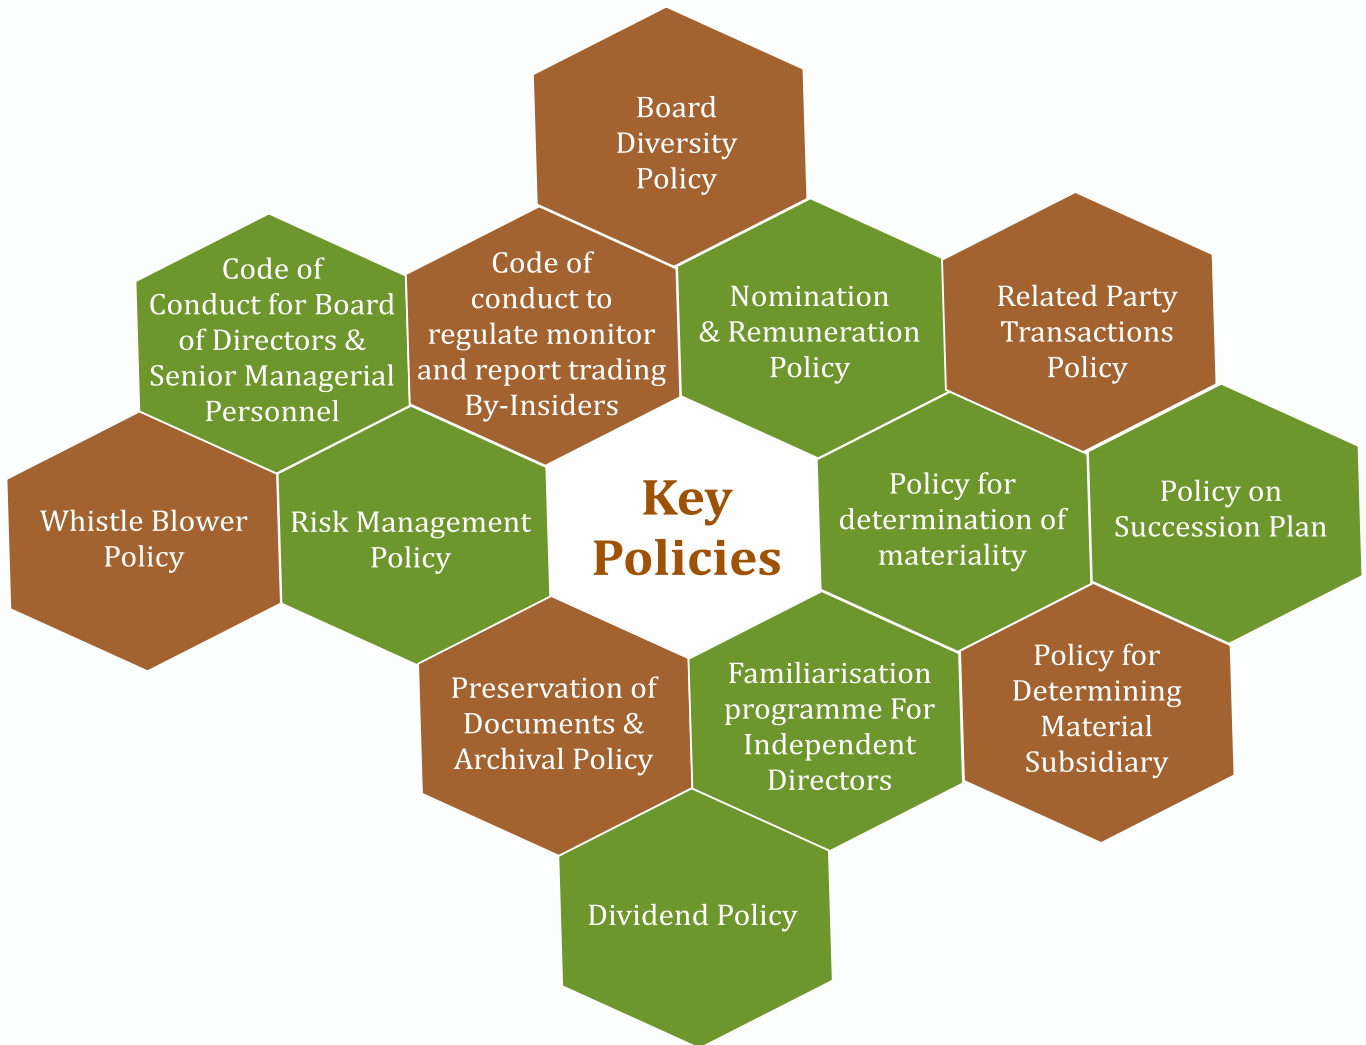 Board
Diversity
Policy
Code of
Conduct for Board
of Directors &
Senior Managerial
Personnel
Code of
conduct to
regulate monitor
and report trading
By-Insiders
Nomination
& Remuneration
Policy
Related Party
Transactions
Policy
Whistle Blower
Policy
Risk Management
Policy
Key
Policies
Policy for
determination of
materiality
Policy on
Succession Plan
Preservation of
Documents &
Archival Policy
Familiarisation
programme For
Independent
Directors
Policy for
Determining
Material
Subsidiary
Dividend Policy